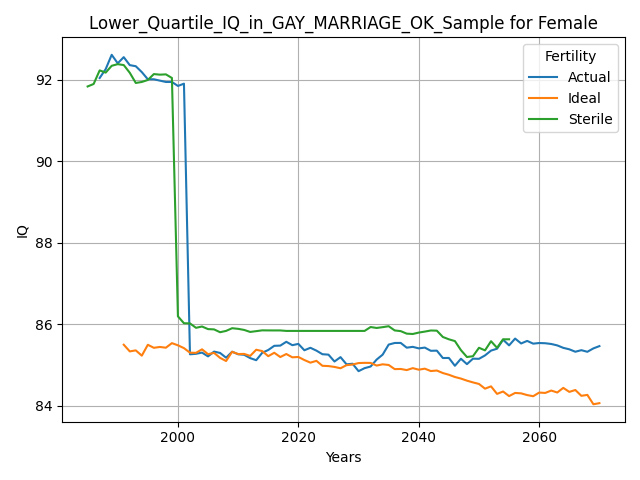 Lower_Quartile_IQ_in_GAY_MARRIAGE_OK_Sample for Female
Fertility
Actual
Ideal
Sterile
IQ
92
90
88
86
84
2000
2020
2040
2060
Years